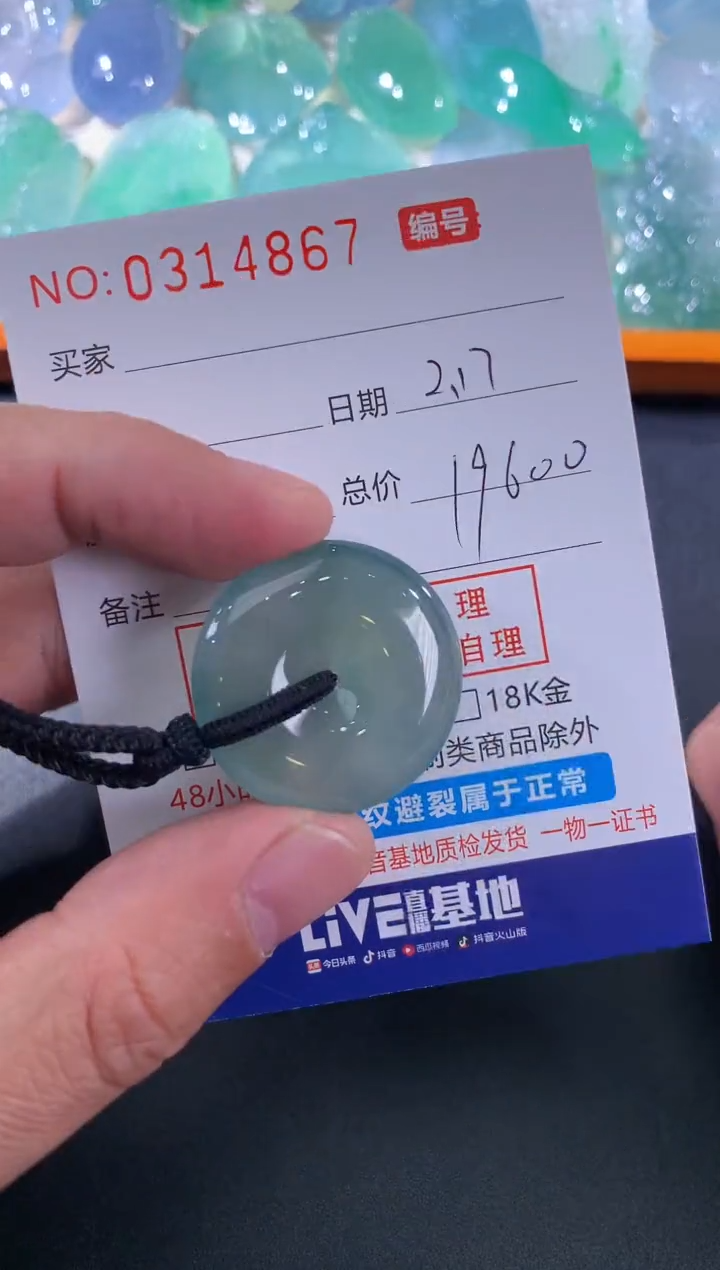 NO: 0314867 编号
买家
日期 2.17
总价 19600
备注
理
自理
18K金
类商品除外
48小
纹避裂属于正常
音基地质检发货 一物一证书
LIVE直播基地
今日头条 抖音 西瓜视频 抖音火山版